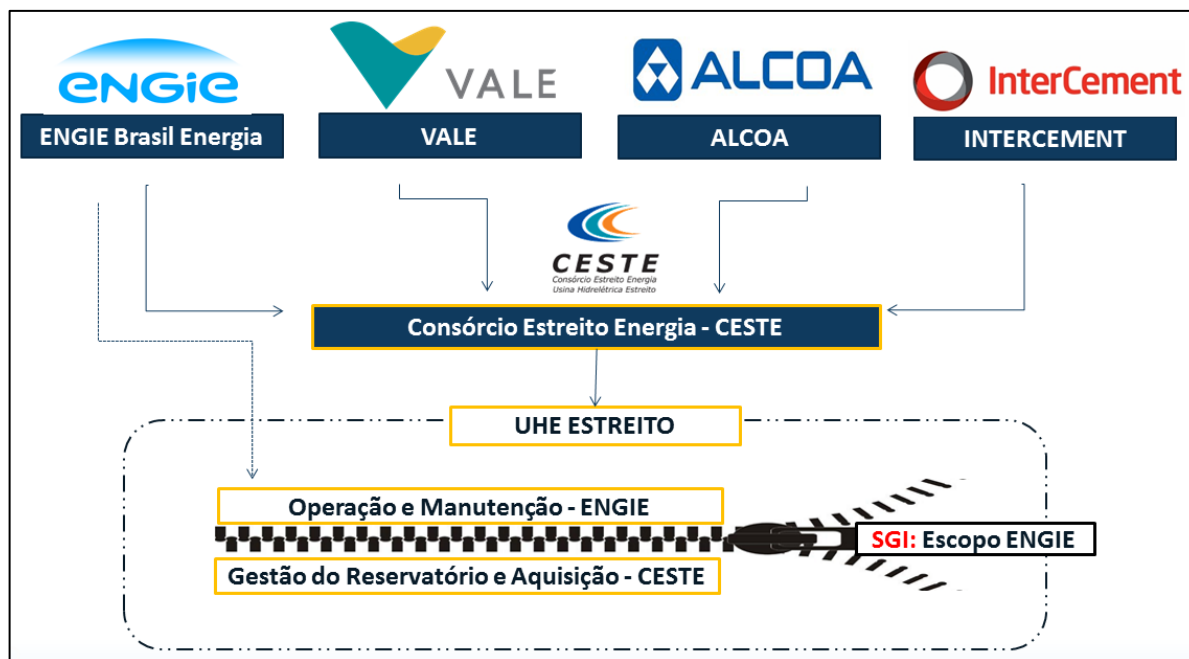 ENGIE
VALE
ALCOA
InterCement
ENGIE Brasil Energia
VALE
ALCOA
INTERCEMENT
CESTE
Consórcio Estreito Energia
Usina Hidrelétrica Estreito
Consórcio Estreito Energia - CESTE
UHE ESTREITO
Operação e Manutenção - ENGIE
SGI: Escopo ENGIE
Gestão do Reservatório e Aquisição - CESTE